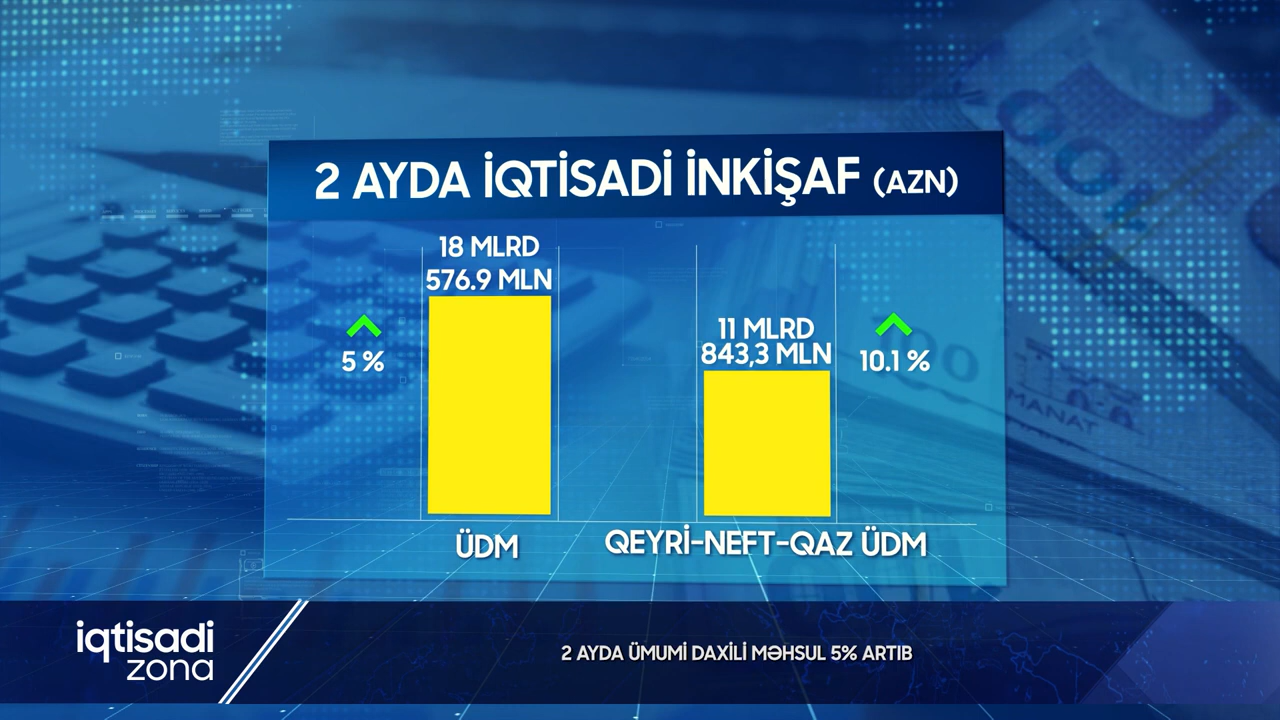 2 AYDA İQTİSADİ İNKİŞAF (AZN)
18 MLRD
576.9 MLN
5 %
11 MLRD
843,3 MLN
10.1 %
ÜDM
QEYRİ-NEFT-QAZ ÜDM
MANAT
iqtisadi
zona
2 AYDA ÜMUMİ DAXİLİ MƏHSUL 5% ARTIB